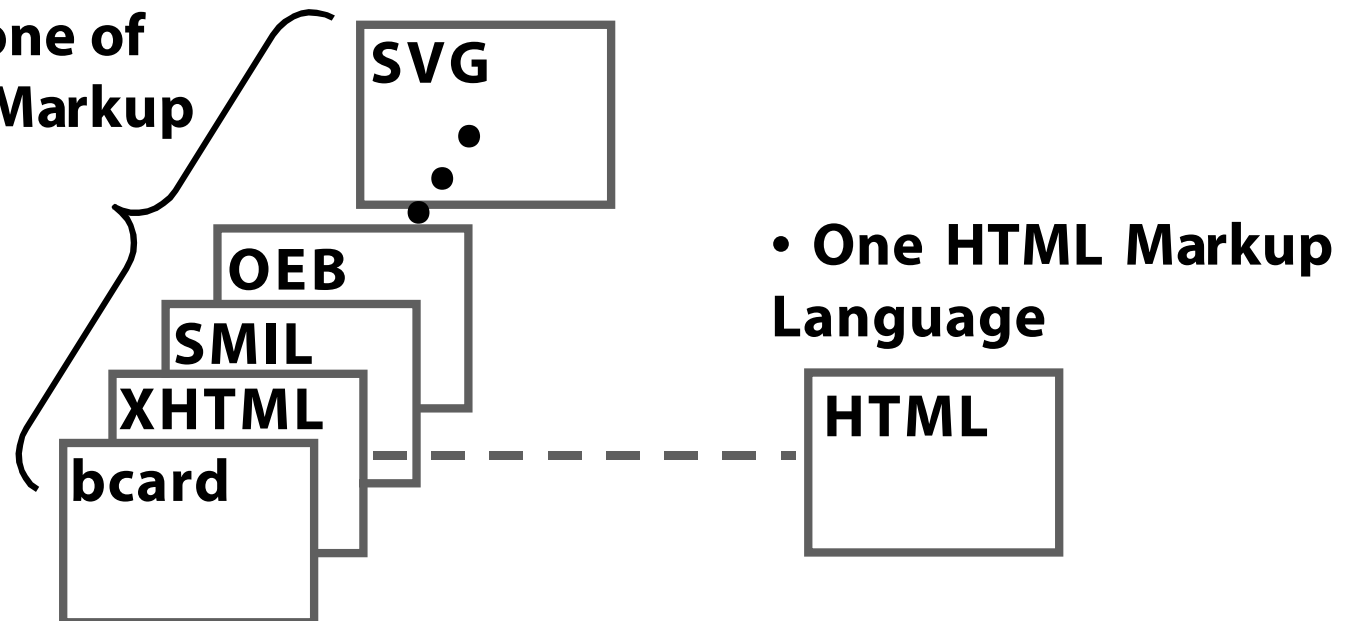 one of
Markup
SVG
OEB
SMIL
XHTML
bcard
• One HTML Markup
Language
HTML